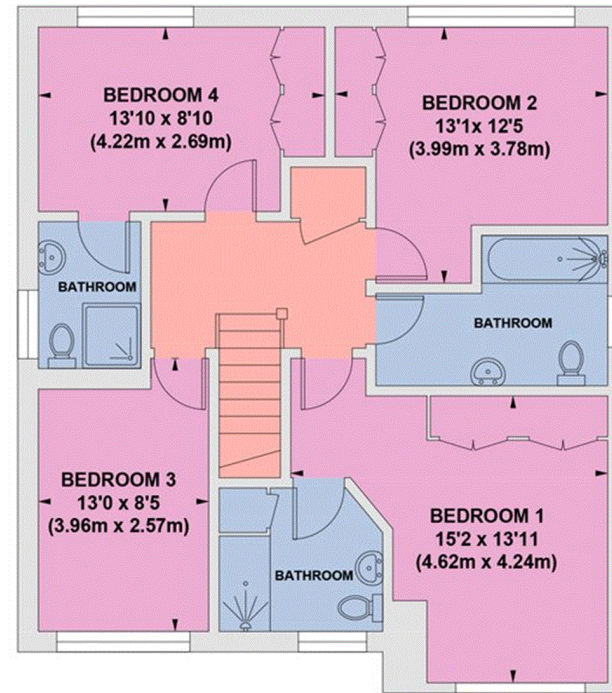 BEDROOM 4
13'10 x 8'10
(4.22m x 2.69m)
BEDROOM 2
13'1x 12'5
(3.99m x 3.78m)
BATHROOM
BATHROOM
BEDROOM 3
13'0 x 8'5
(3.96m x 2.57m)
BEDROOM 1
15'2 x 13'11
(4.62m x 4.24m)
BATHROOM